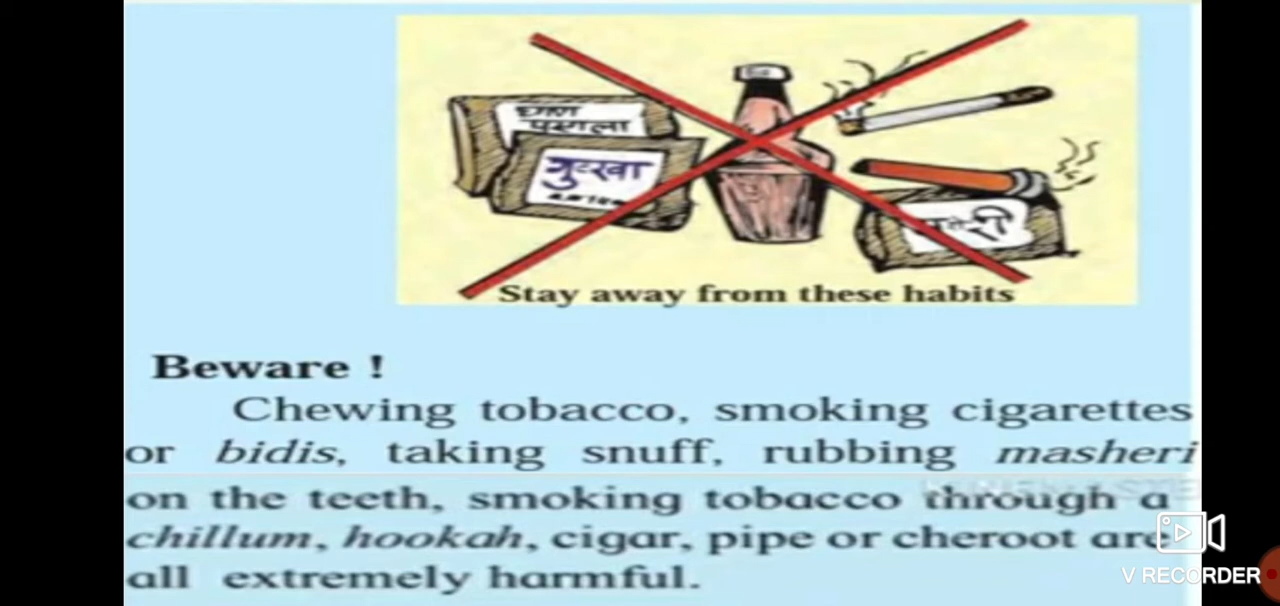 गुटखा
Stay away from these habits
Beware !
Chewing tobacco, smoking cigarettes
or bidis, taking snuff, rubbing masheri
on the teeth, smoking tobacco through a
chillum, hookah, cigar, pipe or cheroot are
all extremely harmful.
V RECORDER